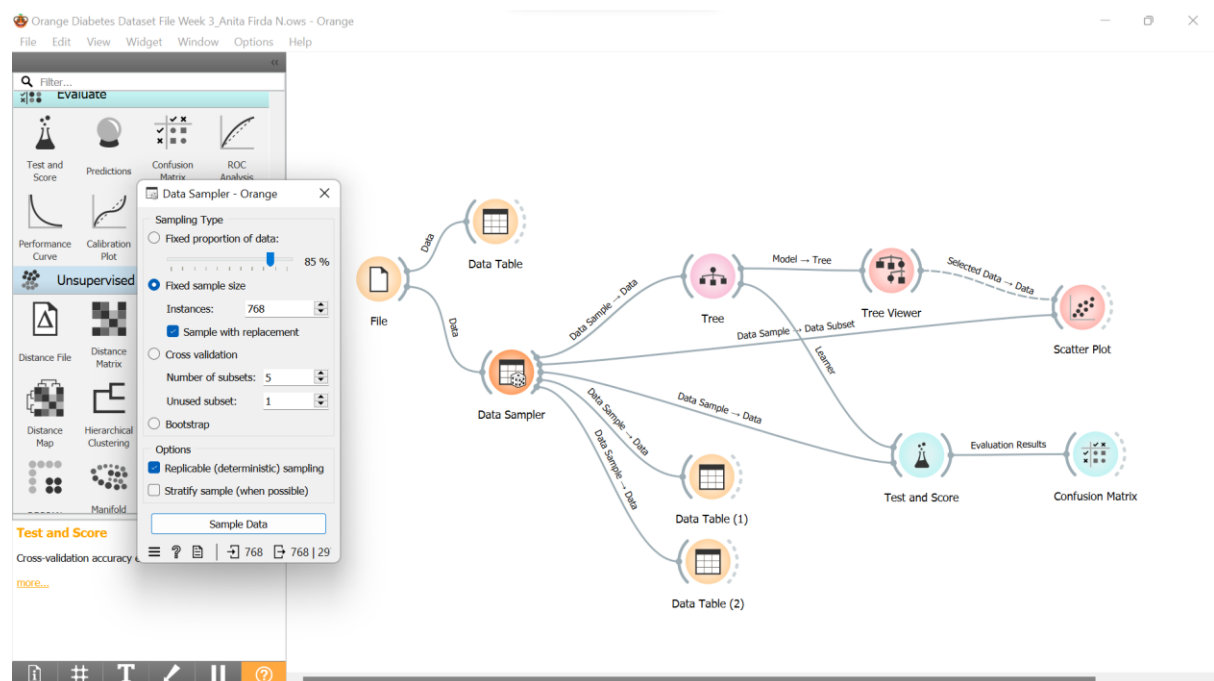 Orange Diabetes Dataset File Week 3_Anita Firda N.ows - Orange
File Edit View Widget Window Options Help
Filter...
Evaluate
Test and Score
Predictions
Confusion Matrix
ROC Analysis
Performance Curve
Calibration Plot
Unsupervised
Distance File
Distance Matrix
Distance Map
Hierarchical Clustering
Manifold
Test and Score
Cross-validation accuracy
more...
Data Sampler - Orange
Sampling Type
Fixed proportion of data:
85 %
Fixed sample size
Instances: 768
Sample with replacement
Cross validation
Number of subsets: 5
Unused subset: 1
Bootstrap
Options
Replicable (deterministic) sampling
Stratify sample (when possible)
Sample Data
768 768 | 29
File
Data
Data Table
Data
Data Sampler
Data Sample → Data
Tree
Model → Tree
Tree Viewer
Selected Data → Data
Scatter Plot
Data Sample → Data Subset
Learner
Data Sample → Data
Test and Score
Evaluation Results
Confusion Matrix
Data Sample → Data
Data Table (1)
Data Sample → Data
Data Table (2)